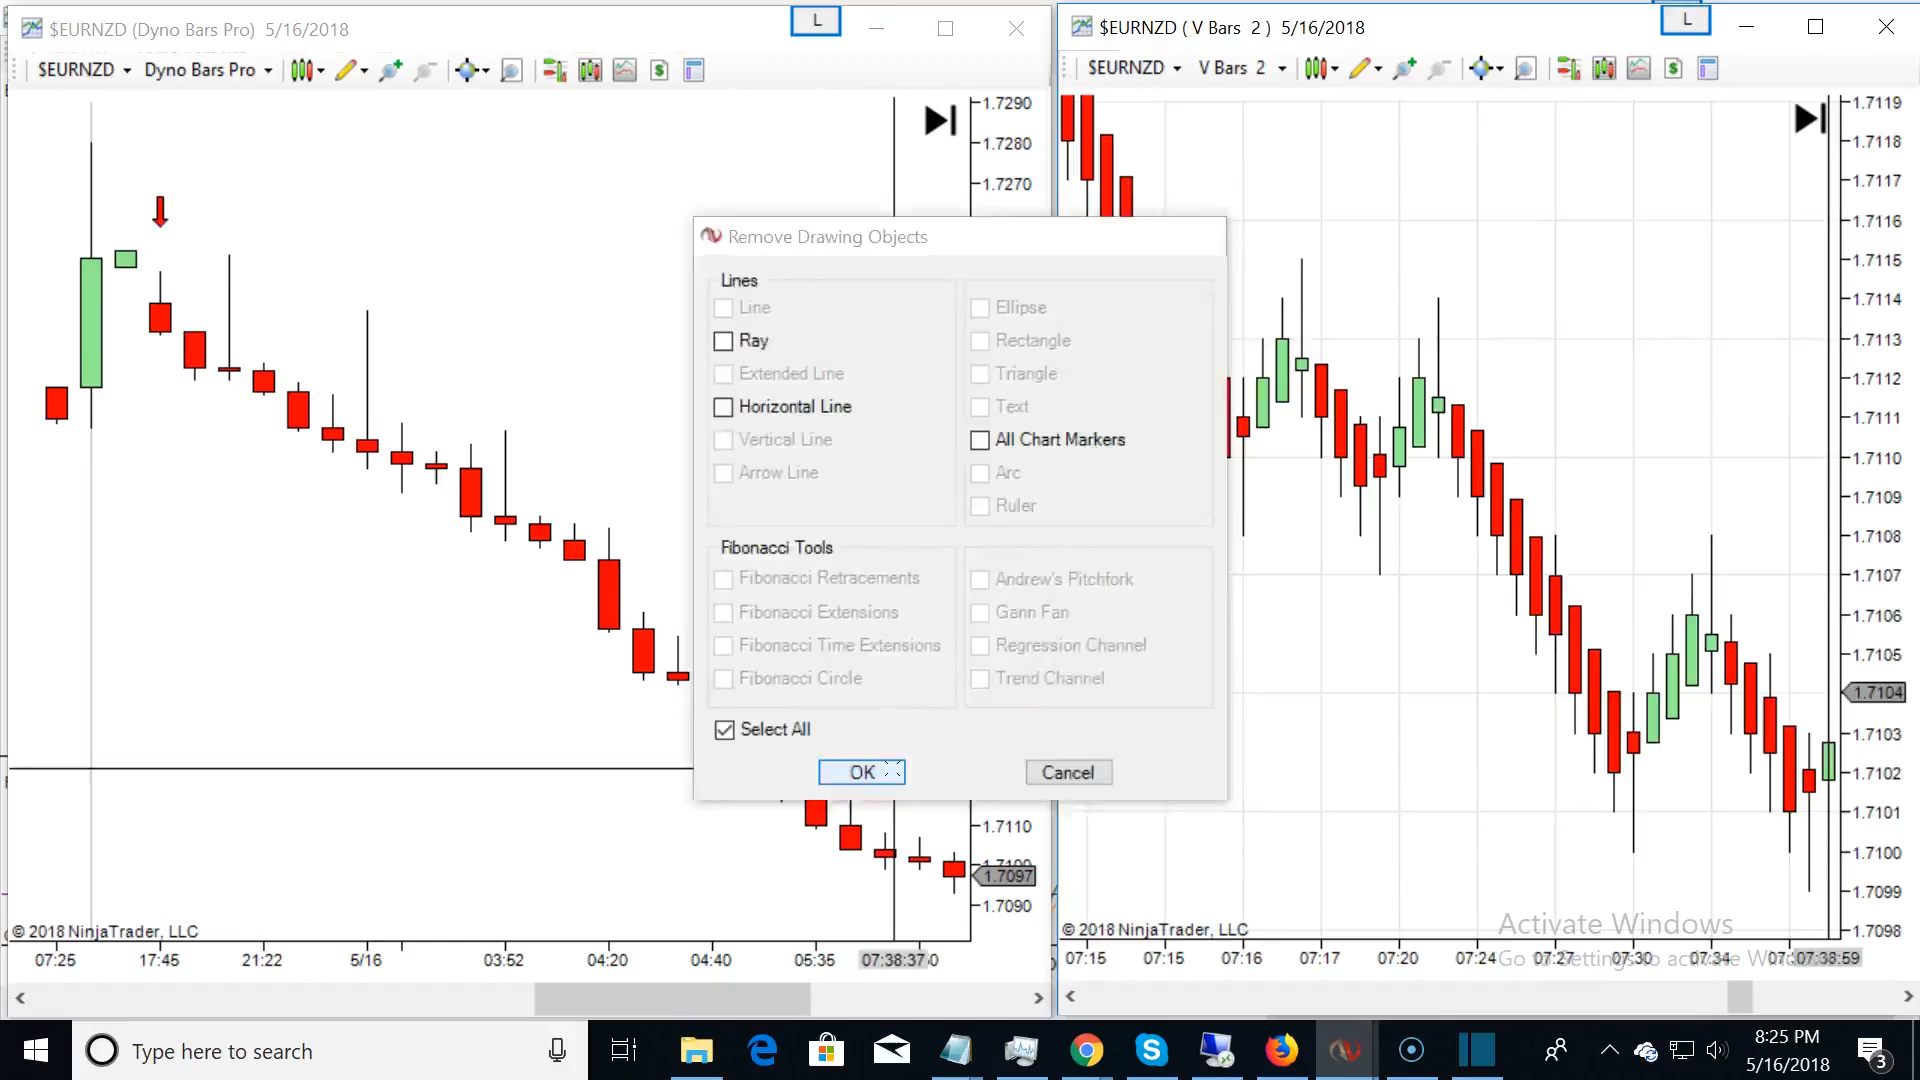 $EURNZD (Dyno Bars Pro)  5/16/2018
L
$EURNZD Dyno Bars Pro
1.7290
1.7280
1.7270
1.7110
1.7097
1.7090
© 2018 NinjaTrader, LLC
07:25 17:45 21:22 5/16 03:52 04:20 04:40 05:35 07:38:37
Remove Drawing Objects
Lines
Line
Ray
Extended Line
Horizontal Line
Vertical Line
Arrow Line
Ellipse
Rectangle
Triangle
Text
All Chart Markers
Arc
Ruler
Fibonacci Tools
Fibonacci Retracements
Fibonacci Extensions
Fibonacci Time Extensions
Fibonacci Circle
Andrew's Pitchfork
Gann Fan
Regression Channel
Trend Channel
Select All
OK Cancel
$EURNZD ( V Bars  2 )  5/16/2018
L
$EURNZD V Bars 2
1.7119
1.7118
1.7117
1.7116
1.7115
1.7114
1.7113
1.7112
1.7111
1.7110
1.7109
1.7108
1.7107
1.7106
1.7105
1.7104
1.7103
1.7102
1.7101
1.7100
1.7099
1.7098
© 2018 NinjaTrader, LLC
Activate Windows
Go to Settings to activate
07:15 07:15 07:16 07:17 07:20 07:24 07:27 07:30 07:34 07:38:59
Type here to search
8:25 PM
5/16/2018
3